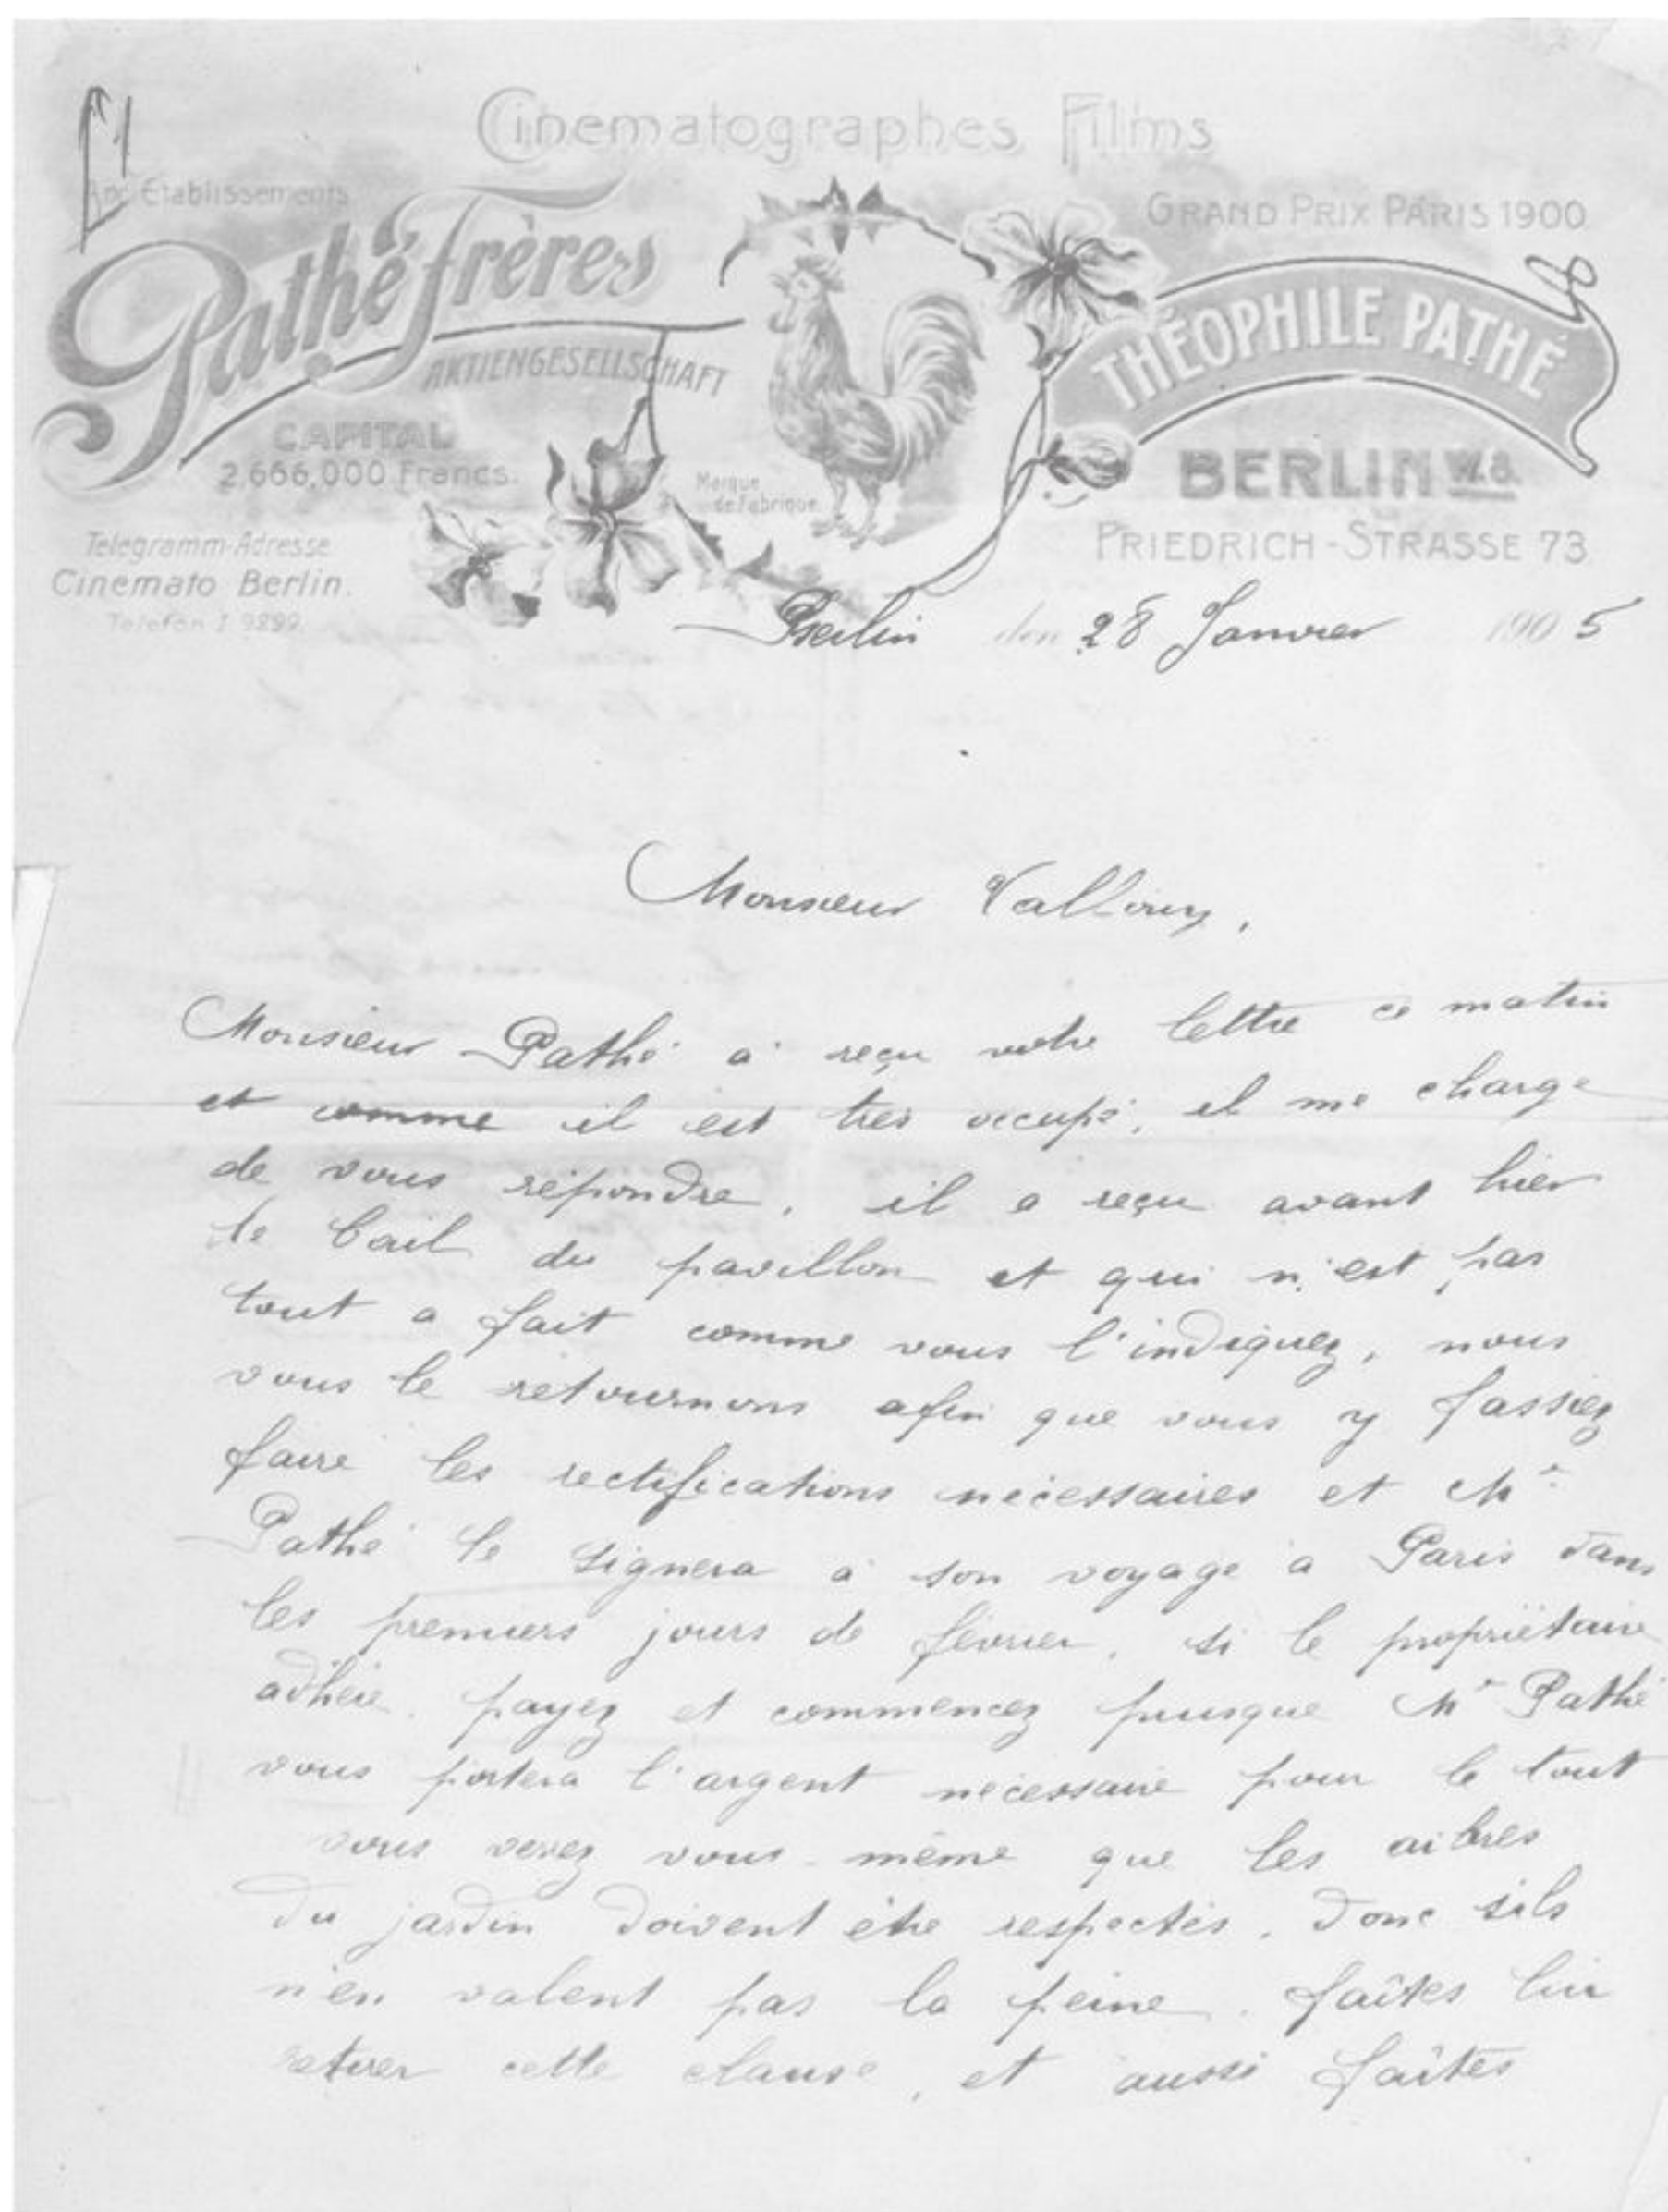 Cinematographes Films
Anc. Etablissements
Pathé Frères
AKTIENGESELLSCHAFT
CAPITAL
2.666,000 Francs.
Telegramm-Adresse
Cinemato Berlin.
Telefon I 9899
Marque
de Fabrique
GRAND PRIX PARIS 1900
THÉOPHILE PATHÉ
BERLIN W.8.
FRIEDRICH-STRASSE 73
Berlin den 28 Janvier 1905
Monsieur
Monsieur Pathé a reçu votre lettre ce matin
et comme il est très occupé, il me charge
de vous répondre, il a reçu avant hier
le bail du pavillon et qui n'est pas
tout a fait comme vous l'indiquez, nous
vous le retournons afin que vous y fassiez
faire les rectifications nécessaires et Mr
Pathé le signera à son voyage à Paris dans
les premiers jours de février, si le propriétaire
adhère, payez et commencez puisque Mr Pathé
vous portera l'argent nécessaire pour le tout
vous verez vous-même que les arbres
du jardin doivent être respectés, donc sils
n'en valent pas la peine, faîtes lui
retirer cette clause, et aussi faîtes